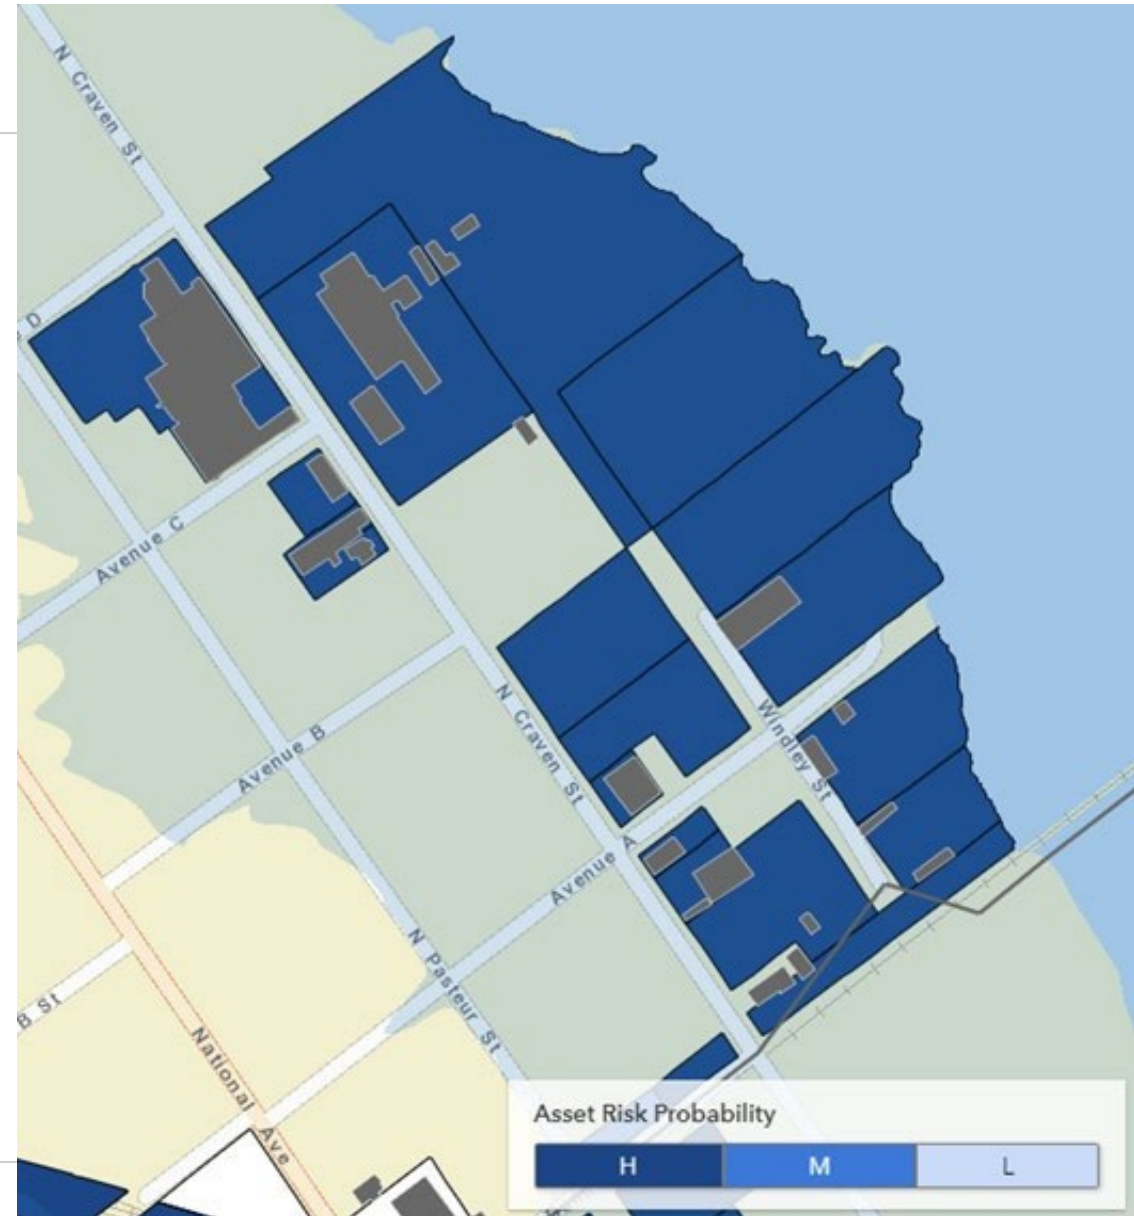 N Craven St
D
Avenue C
N Craven St
Windley St
Avenue B
Avenue A
N Pasteur St
B St
National Ave
Asset Risk Probability
H M L